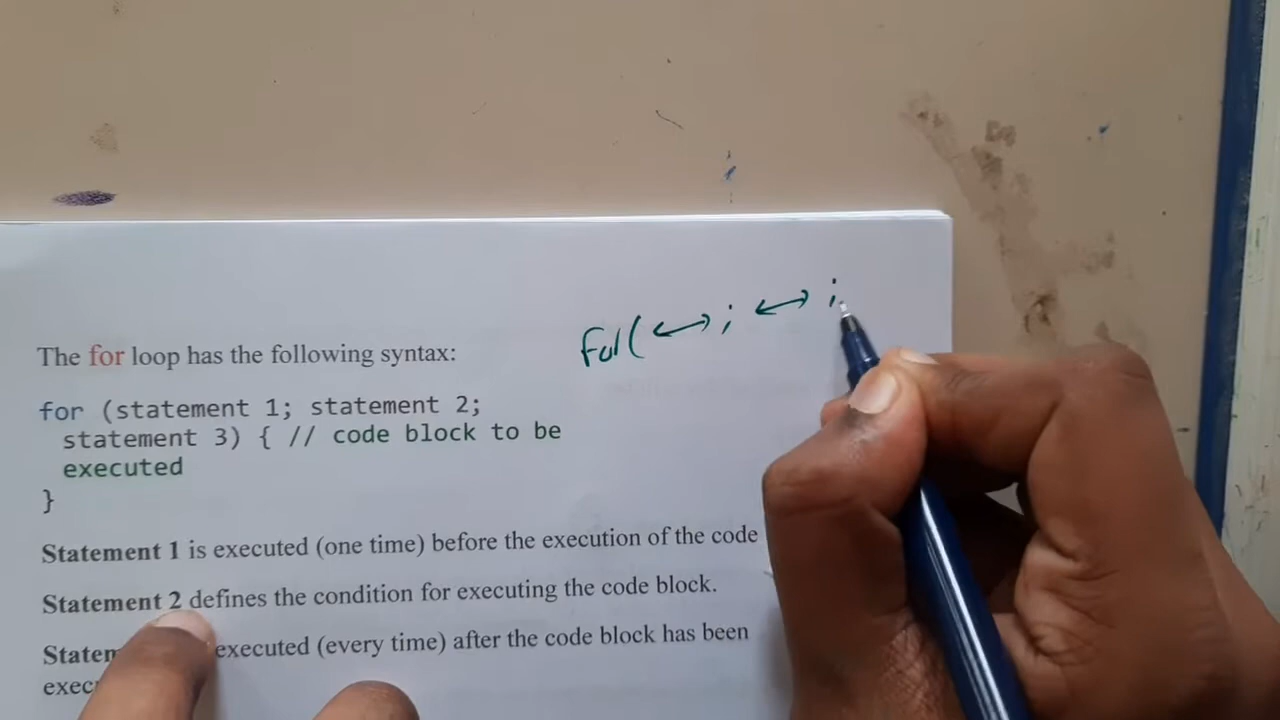 for( ↔ ; ↔ ;
The for loop has the following syntax:
for (statement 1; statement 2;
statement 3) { // code block to be
executed
}
Statement 1 is executed (one time) before the execution of the code
Statement 2 defines the condition for executing the code block.
executed (every time) after the code block has been